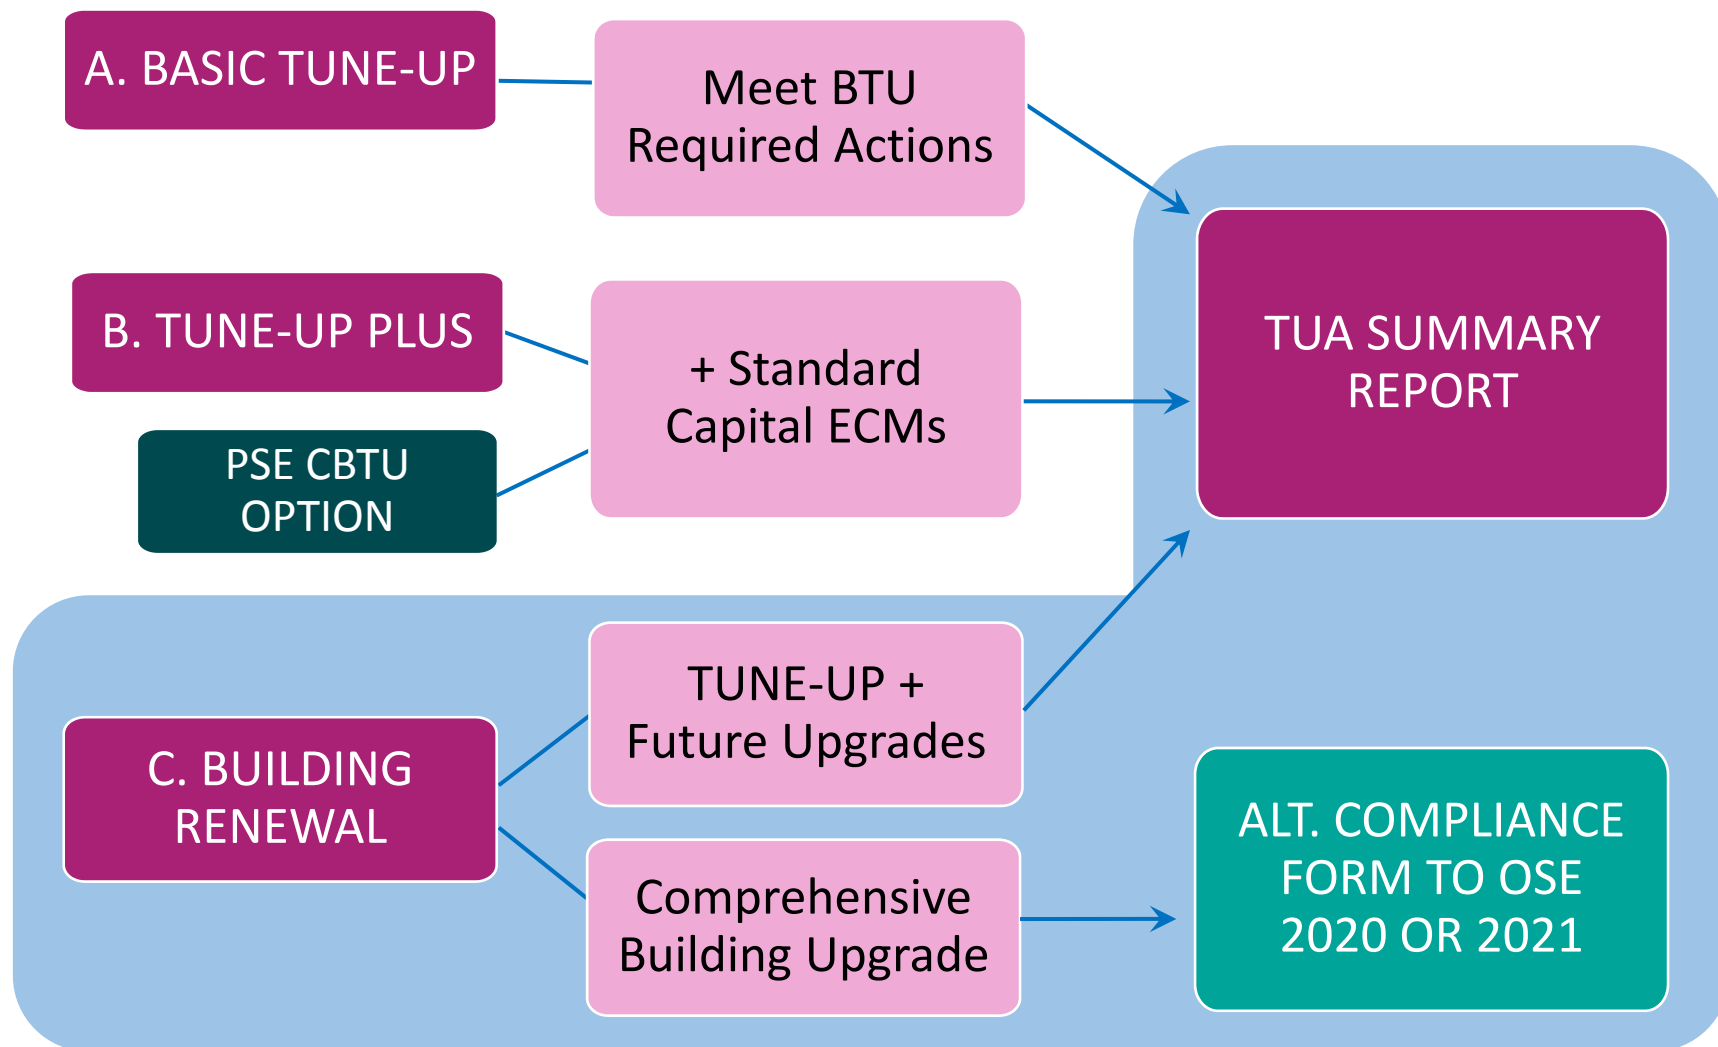 A. BASIC TUNE-UP
Meet BTU
Required Actions
B. TUNE-UP PLUS
PSE CBTU
OPTION
+ Standard
Capital ECMs
TUA SUMMARY
REPORT
C. BUILDING
RENEWAL
TUNE-UP +
Future Upgrades
Comprehensive
Building Upgrade
ALT. COMPLIANCE
FORM TO OSE
2020 OR 2021